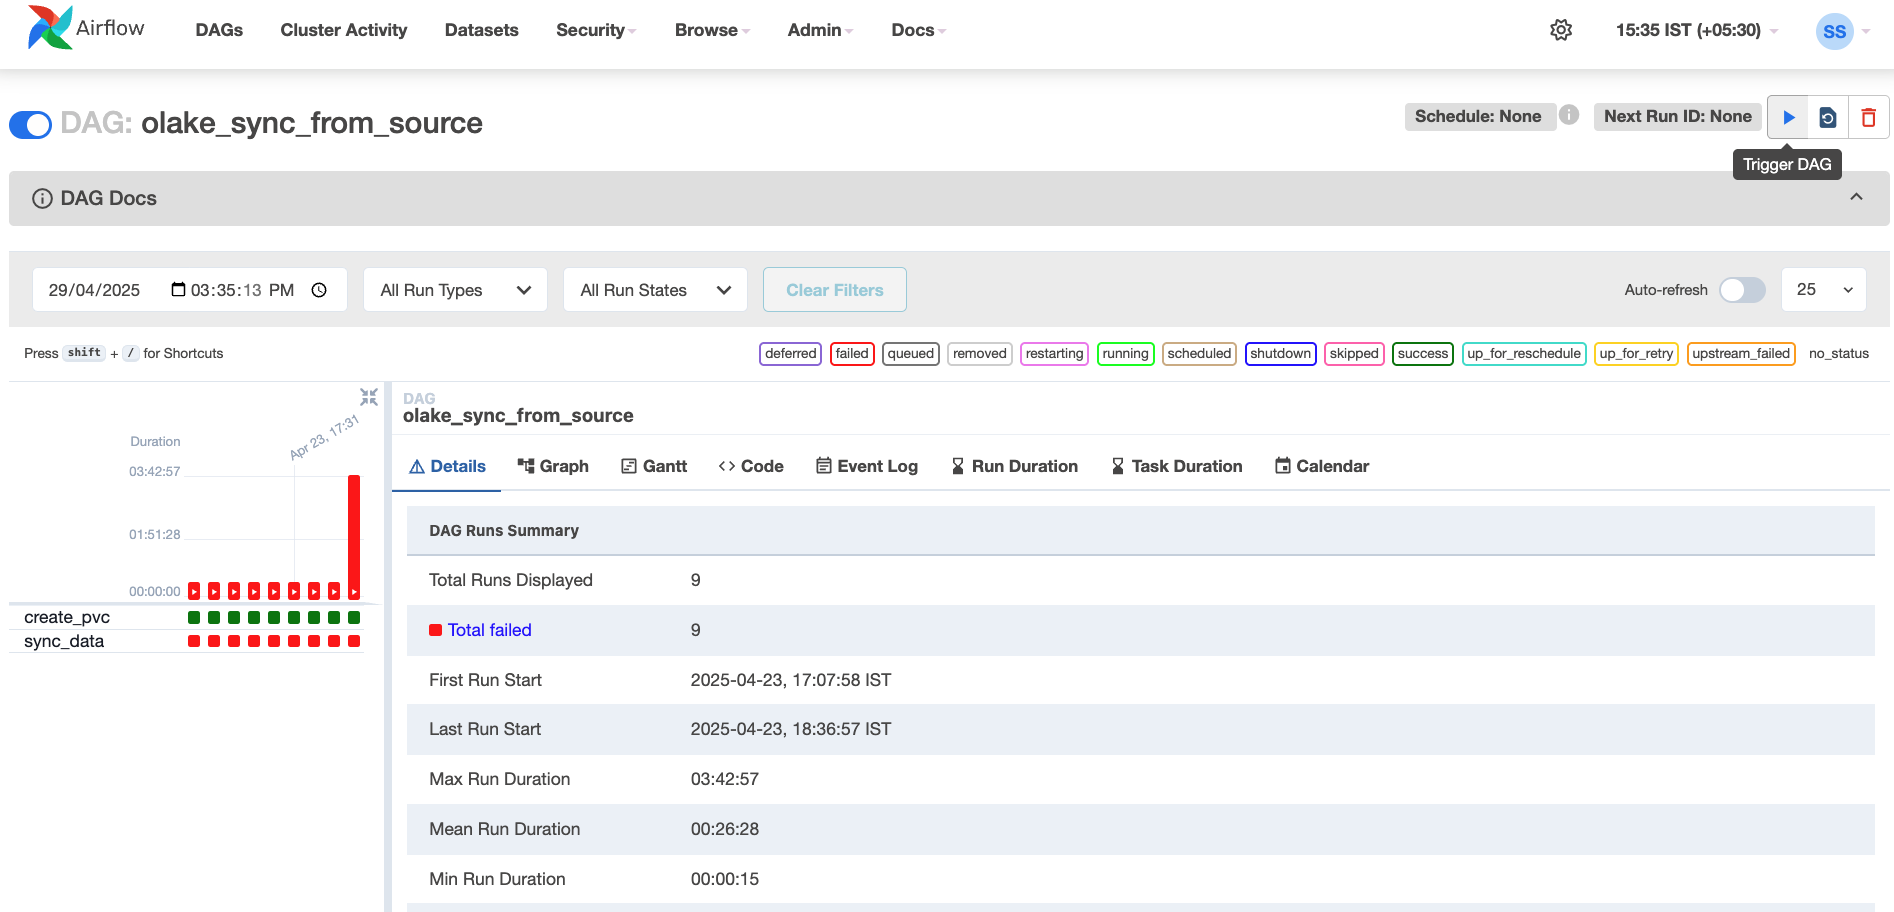 Airflow
DAGs Cluster Activity Datasets Security Browse Admin Docs 15:35 IST (+05:30) SS
DAG: olake_sync_from_source
Schedule: None Next Run ID: None
Trigger DAG
DAG Docs
29/04/2025 03:35:13 PM All Run Types All Run States Clear Filters Auto-refresh 25
Press shift + / for Shortcuts
deferred failed queued removed restarting running scheduled shutdown skipped success up_for_reschedule up_for_retry upstream_failed no_status
Apr 23, 17:31
Duration
03:42:57
01:51:28
00:00:00
create_pvc
sync_data
DAG
olake_sync_from_source
Details Graph Gantt Code Event Log Run Duration Task Duration Calendar
DAG Runs Summary
Total Runs Displayed 9
Total failed 9
First Run Start 2025-04-23, 17:07:58 IST
Last Run Start 2025-04-23, 18:36:57 IST
Max Run Duration 03:42:57
Mean Run Duration 00:26:28
Min Run Duration 00:00:15